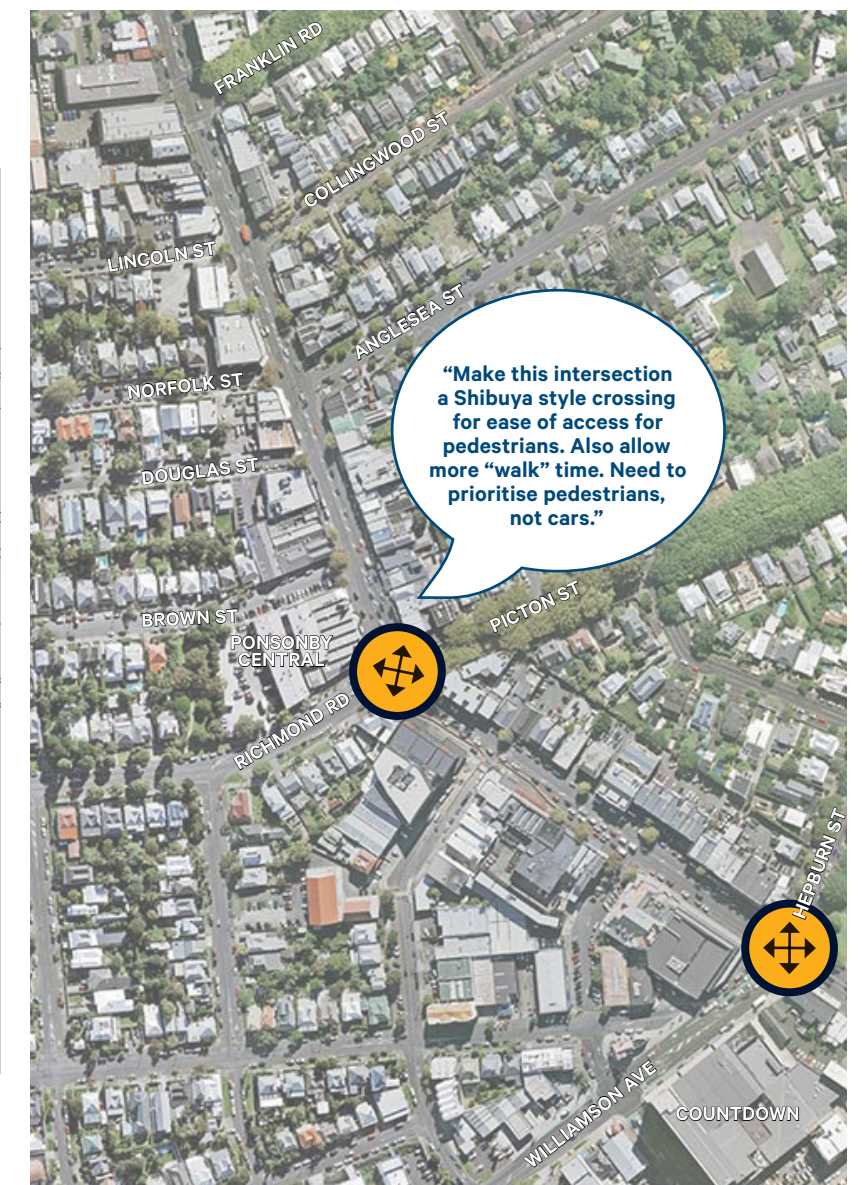 FRANKLIN RD
COLLINGWOOD ST
LINCOLN ST
ANGLESEA ST
NORFOLK ST
DOUGLAS ST
“Make this intersection
a Shibuya style crossing
for ease of access for
pedestrians. Also allow
more “walk” time. Need to
prioritise pedestrians,
not cars.”
BROWN ST
PICTON ST
PONSONBY
CENTRAL
RICHMOND RD
HEPBURN ST
WILLIAMSON AVE
COUNTDOWN